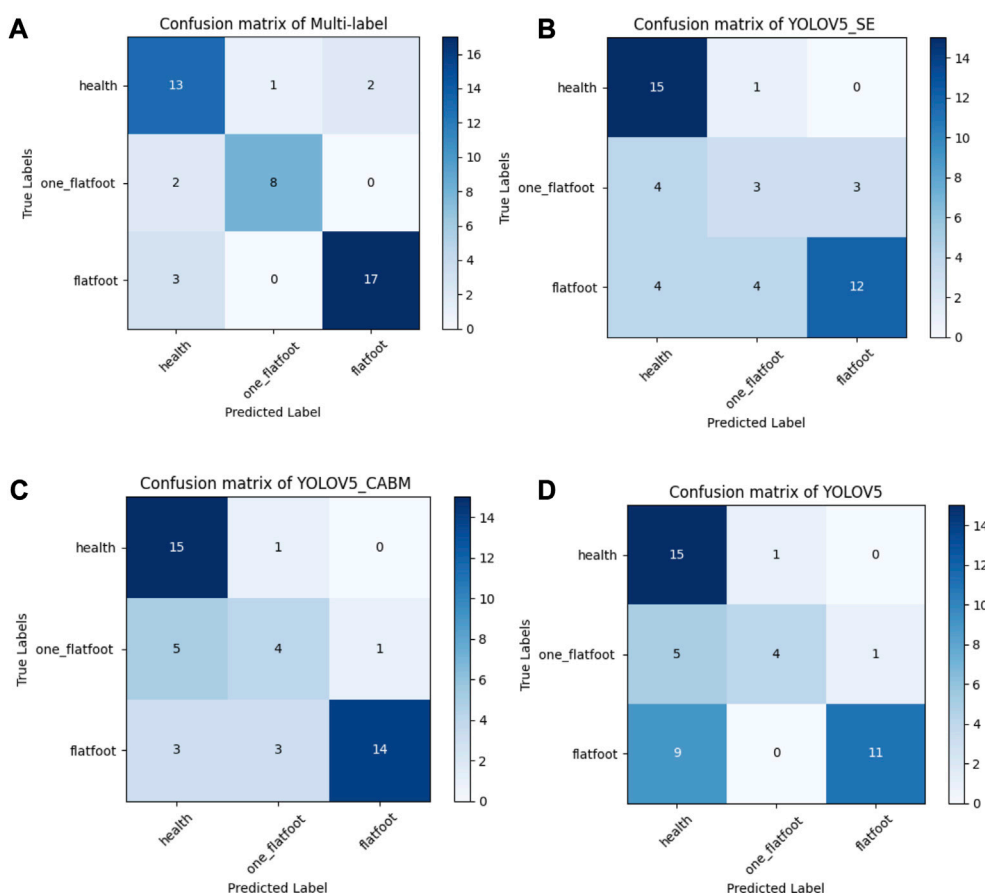 A
Confusion matrix of Multi-label
True Labels
health
one_flatfoot
flatfoot
13 1 2
2 8 0
3 0 17
health one_flatfoot flatfoot
Predicted Label
16
14
12
10
8
6
4
2
0
B
Confusion matrix of YOLOV5_SE
True Labels
health
one_flatfoot
flatfoot
15 1 0
4 3 3
4 4 12
health one_flatfoot flatfoot
Predicted Label
14
12
10
8
6
4
2
0
C
Confusion matrix of YOLOV5_CABM
True Labels
health
one_flatfoot
flatfoot
15 1 0
5 4 1
3 3 14
health one_flatfoot flatfoot
Predicted Label
14
12
10
8
6
4
2
0
D
Confusion matrix of YOLOV5
True Labels
health
one_flatfoot
flatfoot
15 1 0
5 4 1
9 0 11
health one_flatfoot flatfoot
Predicted Label
14
12
10
8
6
4
2
0